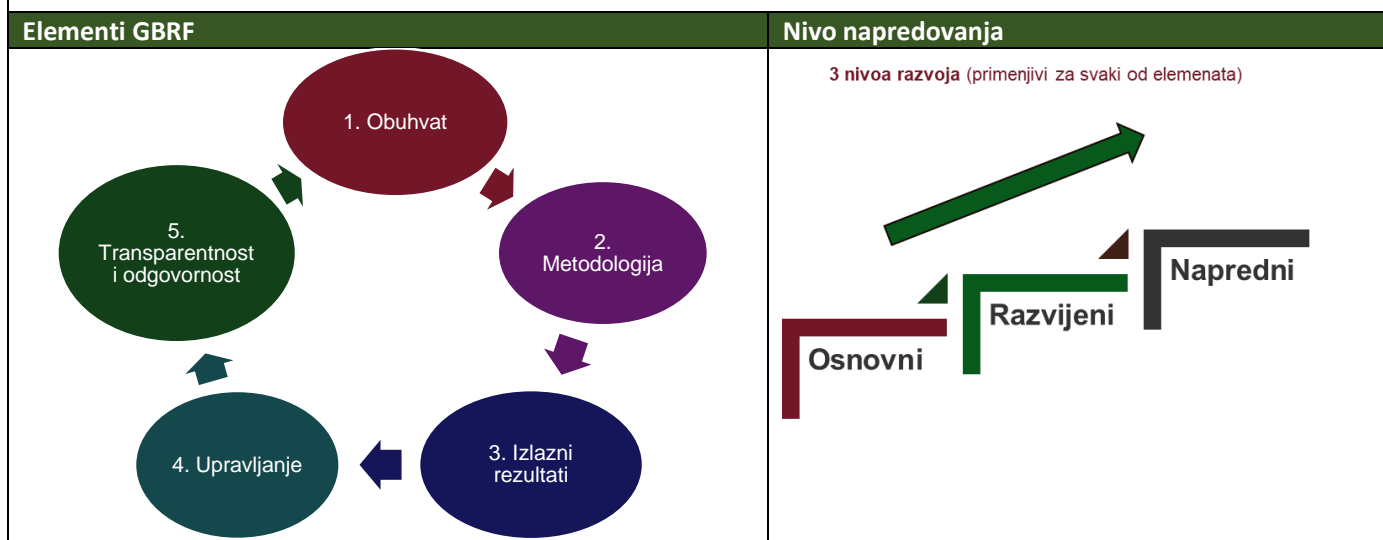 Elementi GBRF
Nivo napredovanja
1. Obuhvat
2.
Metodologija
3. Izlazni
rezultati
4. Upravljanje
5.
Transparentnost
i odgovornost
3 nivoa razvoja (primenjivi za svaki od elemenata)
Osnovni
Razvijeni
Napredni